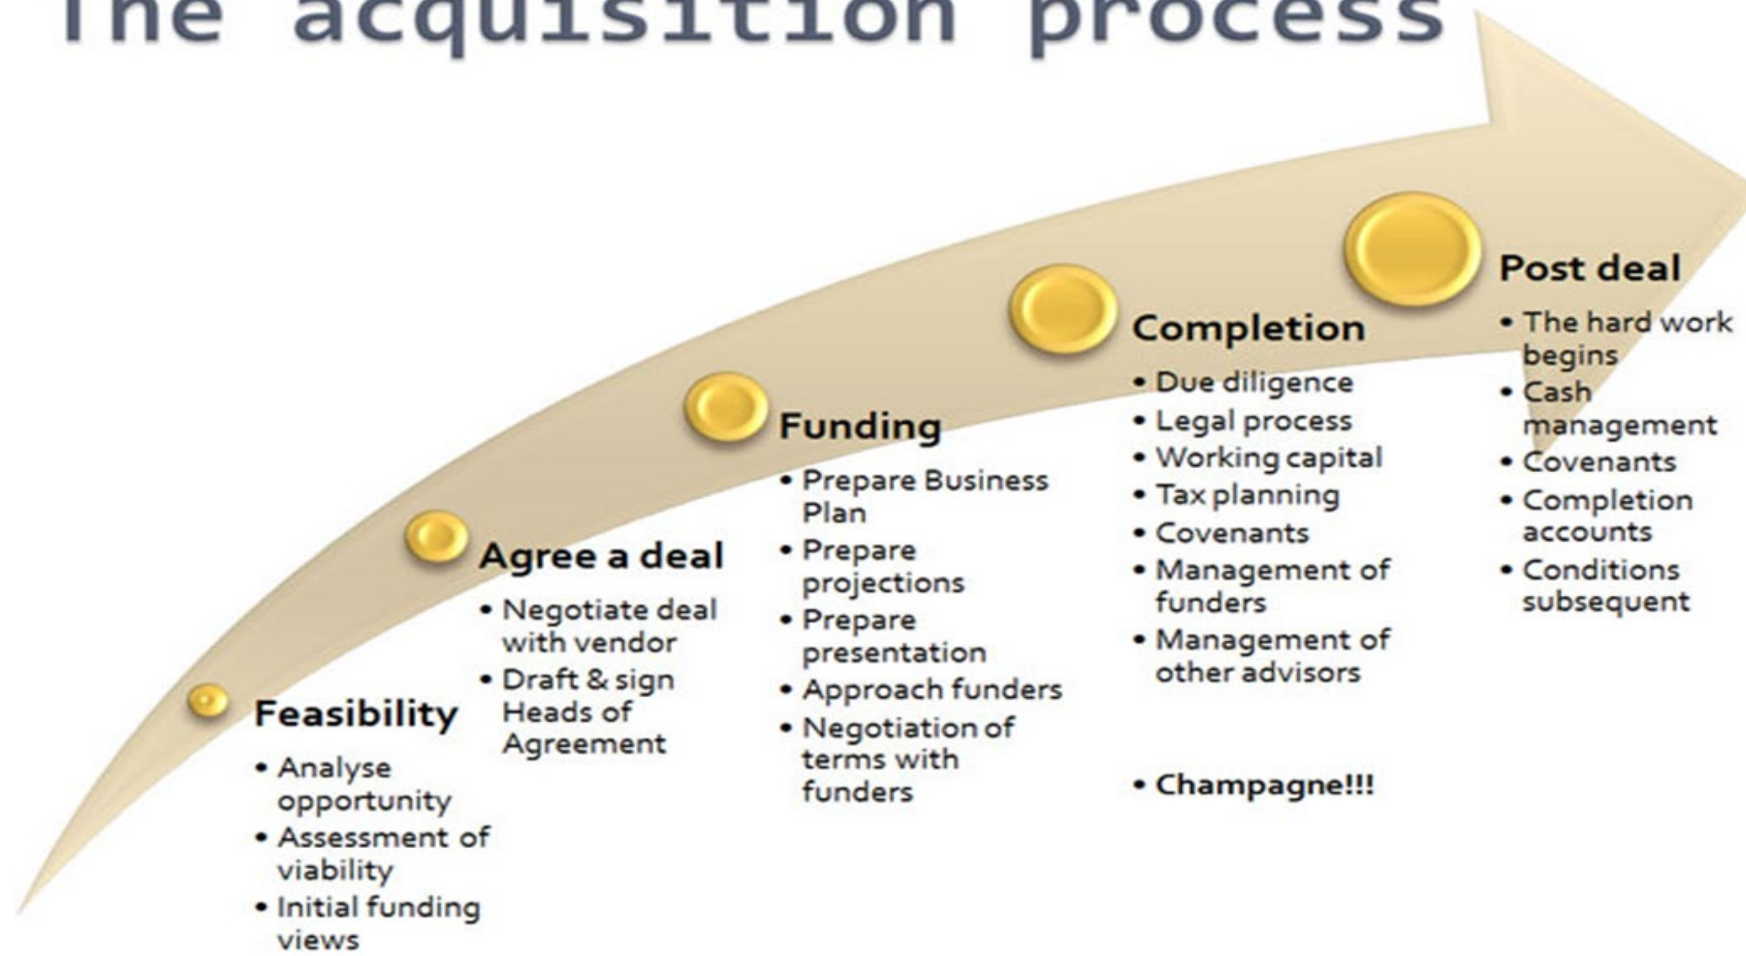 The acquisition process
Feasibility
• Analyse
opportunity
• Assessment of
viability
• Initial funding
views
Agree a deal
• Negotiate deal
with vendor
• Draft & sign
Heads of
Agreement
Funding
• Prepare Business
Plan
• Prepare
projections
• Prepare
presentation
• Approach funders
• Negotiation of
terms with
funders
Completion
• Due diligence
• Legal process
• Working capital
• Tax planning
• Covenants
• Management of
funders
• Management of
other advisors
• Champagne!!!
Post deal
• The hard work
begins
• Cash
management
• Covenants
• Completion
accounts
• Conditions
subsequent